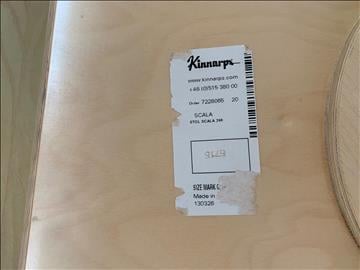 Kinnarps
www.kinnarps.com
+46 (0)515 380 00
Order 7228085 20
SCALA
STOL SCALA 398
SIZE MARK
Made in
130326